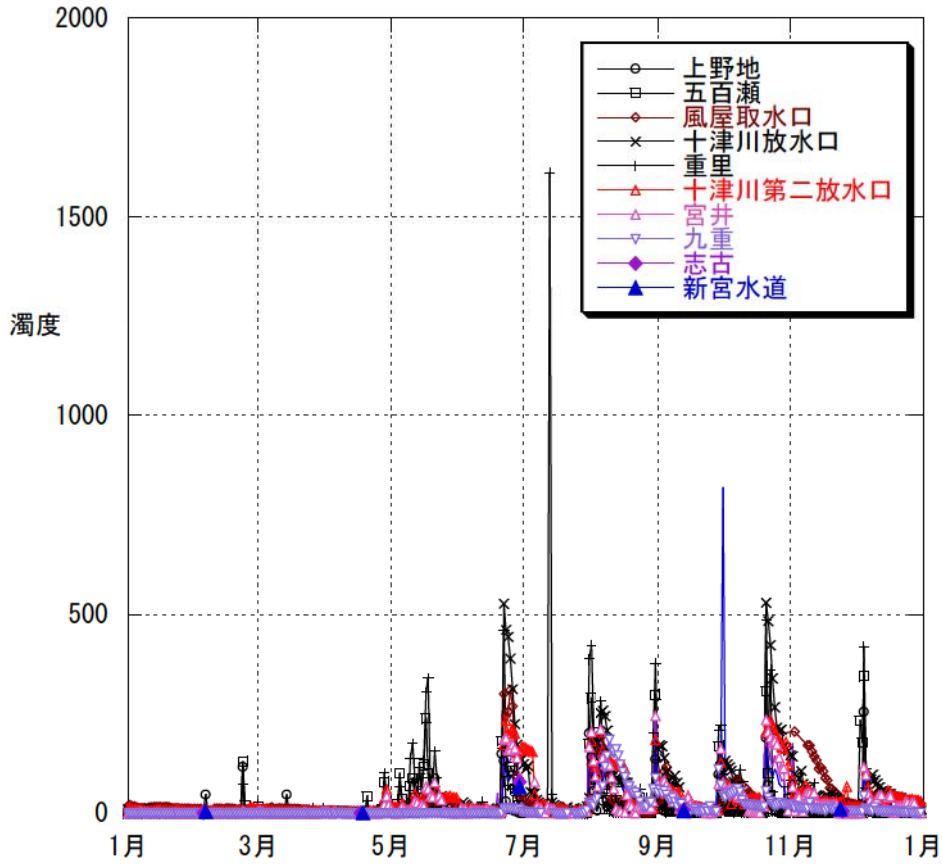 2000
1500
1000
500
0
濁度
上野地
五百瀬
風屋取水口
十津川放水口
重里
十津川第二放水口
宮井
九重
志古
新宮水道
1月 3月 5月 7月 9月 11月 1月